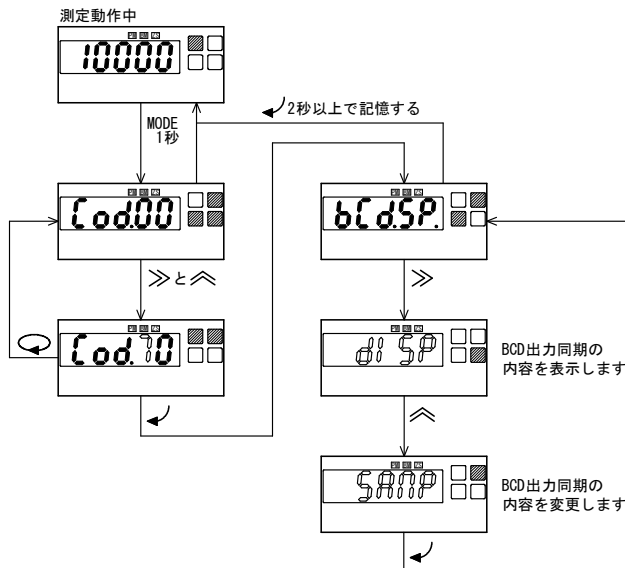 測定動作中
10000
MODE
1秒
2秒以上で記憶する
Cod.00
bCd.SP.
と
Cod.70
di SP
BCD出力同期の
内容を表示します
SAMP
BCD出力同期の
内容を変更します